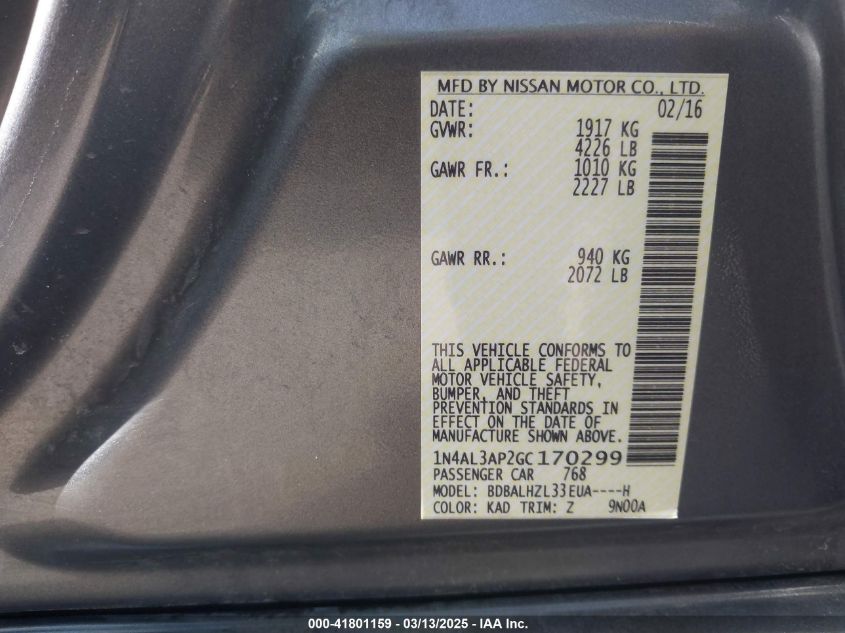 MFD BY NISSAN MOTOR CO., LTD.
DATE: 02/16
GVWR: 1917 KG
4226 LB
GAWR FR.: 1010 KG
2227 LB
GAWR RR.: 940 KG
2072 LB
THIS VEHICLE CONFORMS TO
ALL APPLICABLE FEDERAL
MOTOR VEHICLE SAFETY,
BUMPER, AND THEFT
PREVENTION STANDARDS IN
EFFECT ON THE DATE OF
MANUFACTURE SHOWN ABOVE.
1N4AL3AP2GC170299
PASSENGER CAR 768
MODEL: BDBALHZL33EUA----H
COLOR: KAD TRIM: Z 9N00A
000-41801159 - 03/13/2025 - IAA Inc.